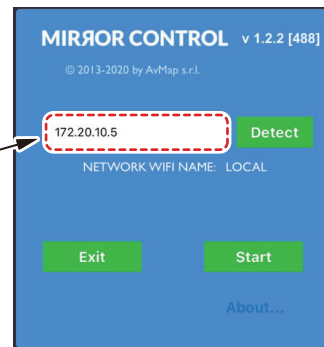 MIRЯOR CONTROL v 1.2.2 [488]
© 2013-2020 by AvMap s.r.l.
172.20.10.5
Detect
NETWORK WIFI NAME: LOCAL
Exit
Start
About...